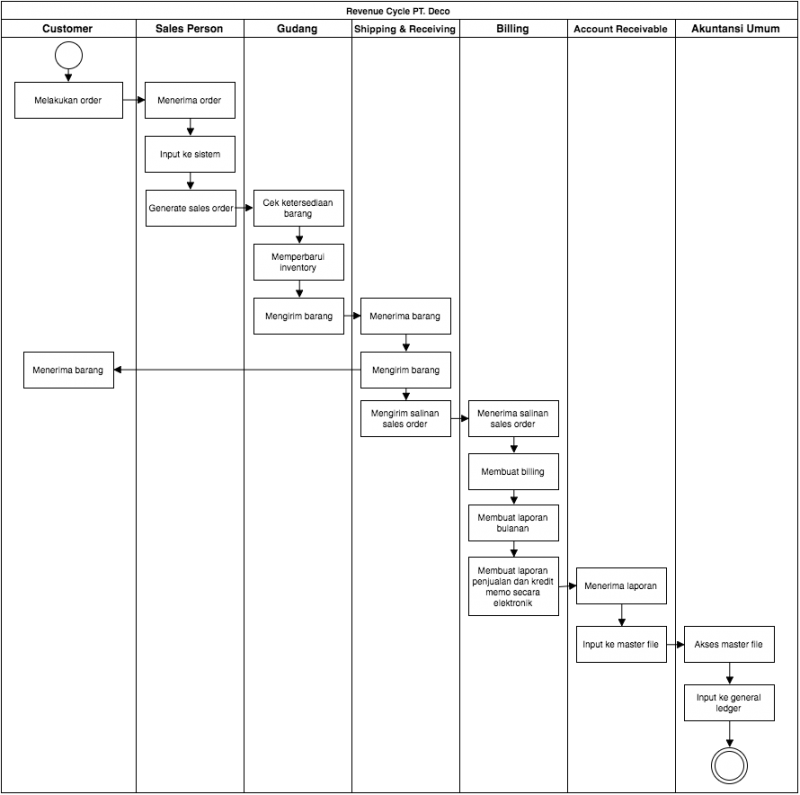 Revenue Cycle PT. Deco
Customer
Sales Person
Gudang
Shipping & Receiving
Billing
Account Receivable
Akuntansi Umum
Melakukan order
Menerima order
Input ke sistem
Generate sales order
Cek ketersediaan
barang
Memperbarui
inventory
Mengirim barang
Menerima barang
Menerima barang
Mengirim barang
Mengirim salinan
sales order
Menerima salinan
sales order
Membuat billing
Membuat laporan
bulanan
Membuat laporan
penjualan dan kredit
memo secara
elektronik
Menerima laporan
Input ke master file
Akses master file
Input ke general
ledger